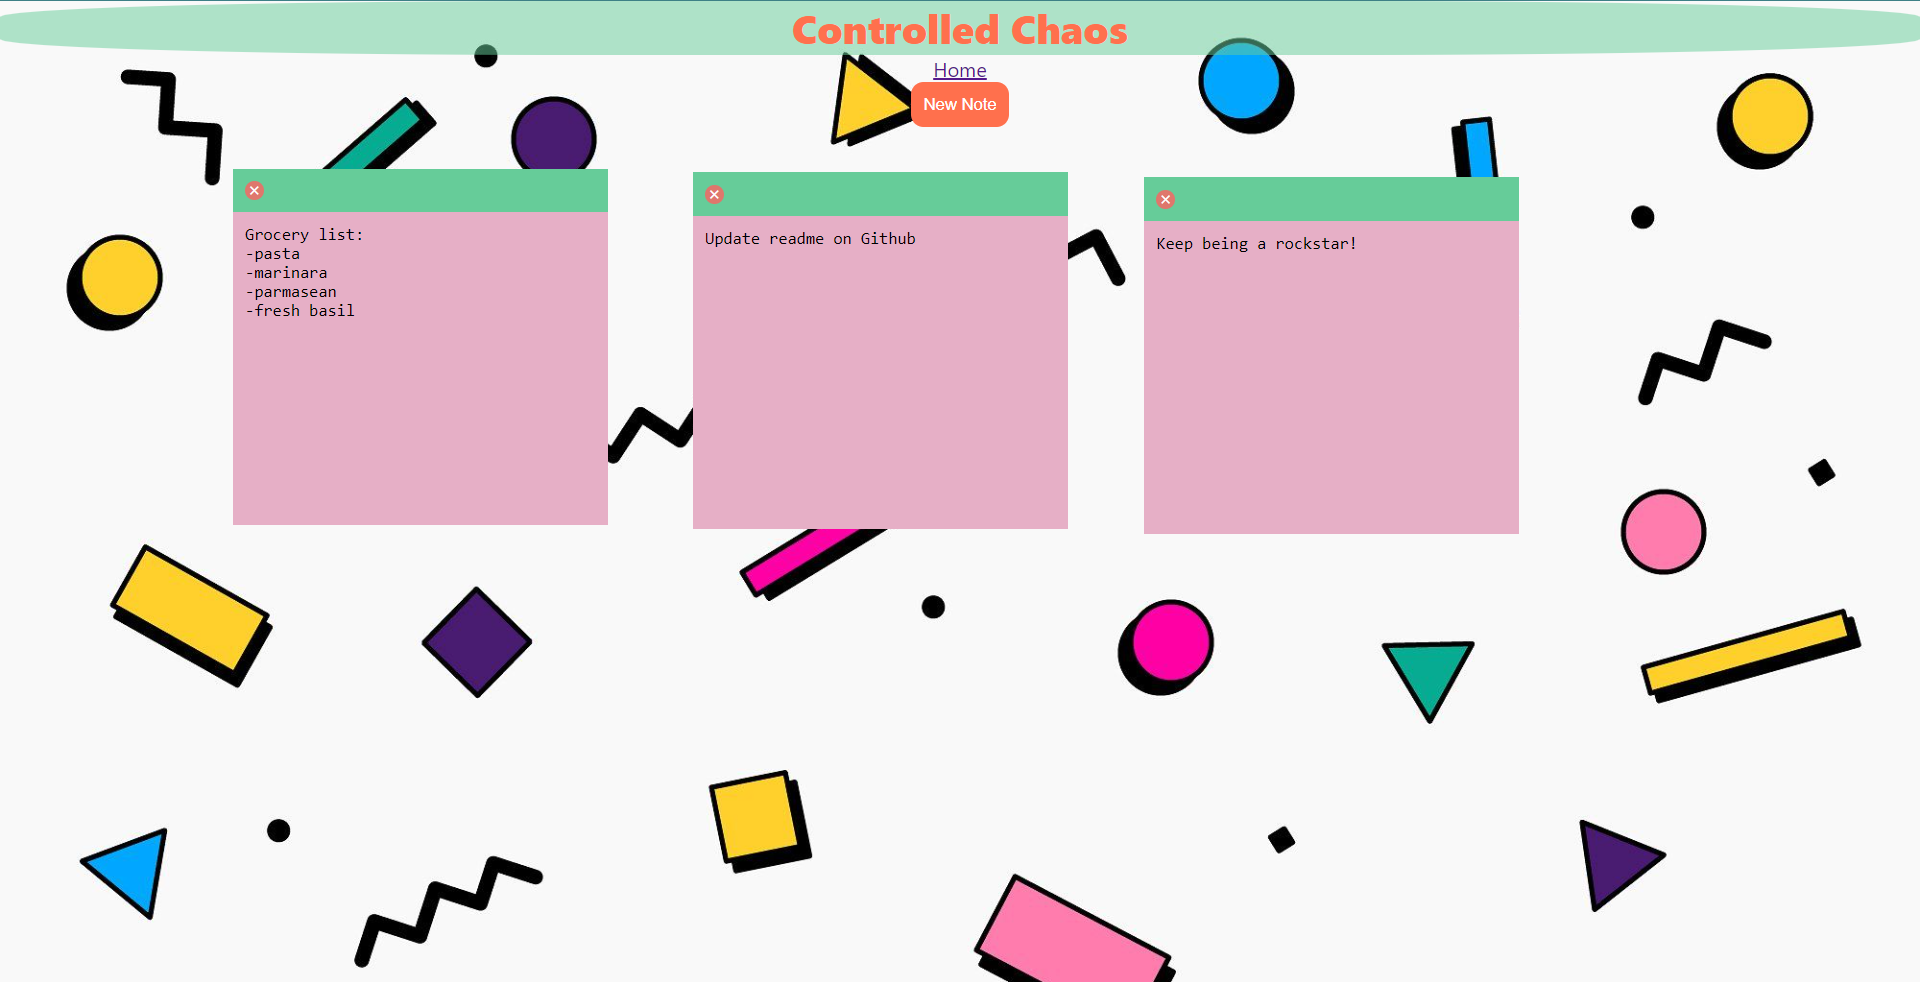 Controlled Chaos
Home
New Note
Grocery list:
-pasta
-marinara
-parmasean
-fresh basil
Update readme on Github
Keep being a rockstar!